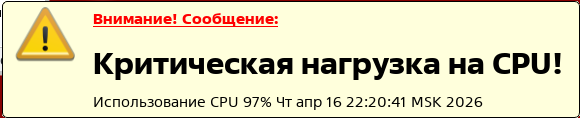 Внимание! Сообщение:
Критическая нагрузка на CPU!
Использование CPU 97% Чт апр 16 22:20:41 MSK 2026